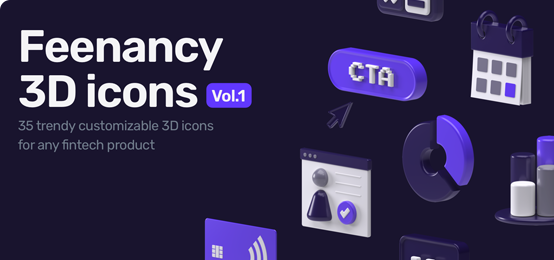 Feenancy
3D icons Vol.1
35 trendy customizable 3D icons
for any fintech product
CTA